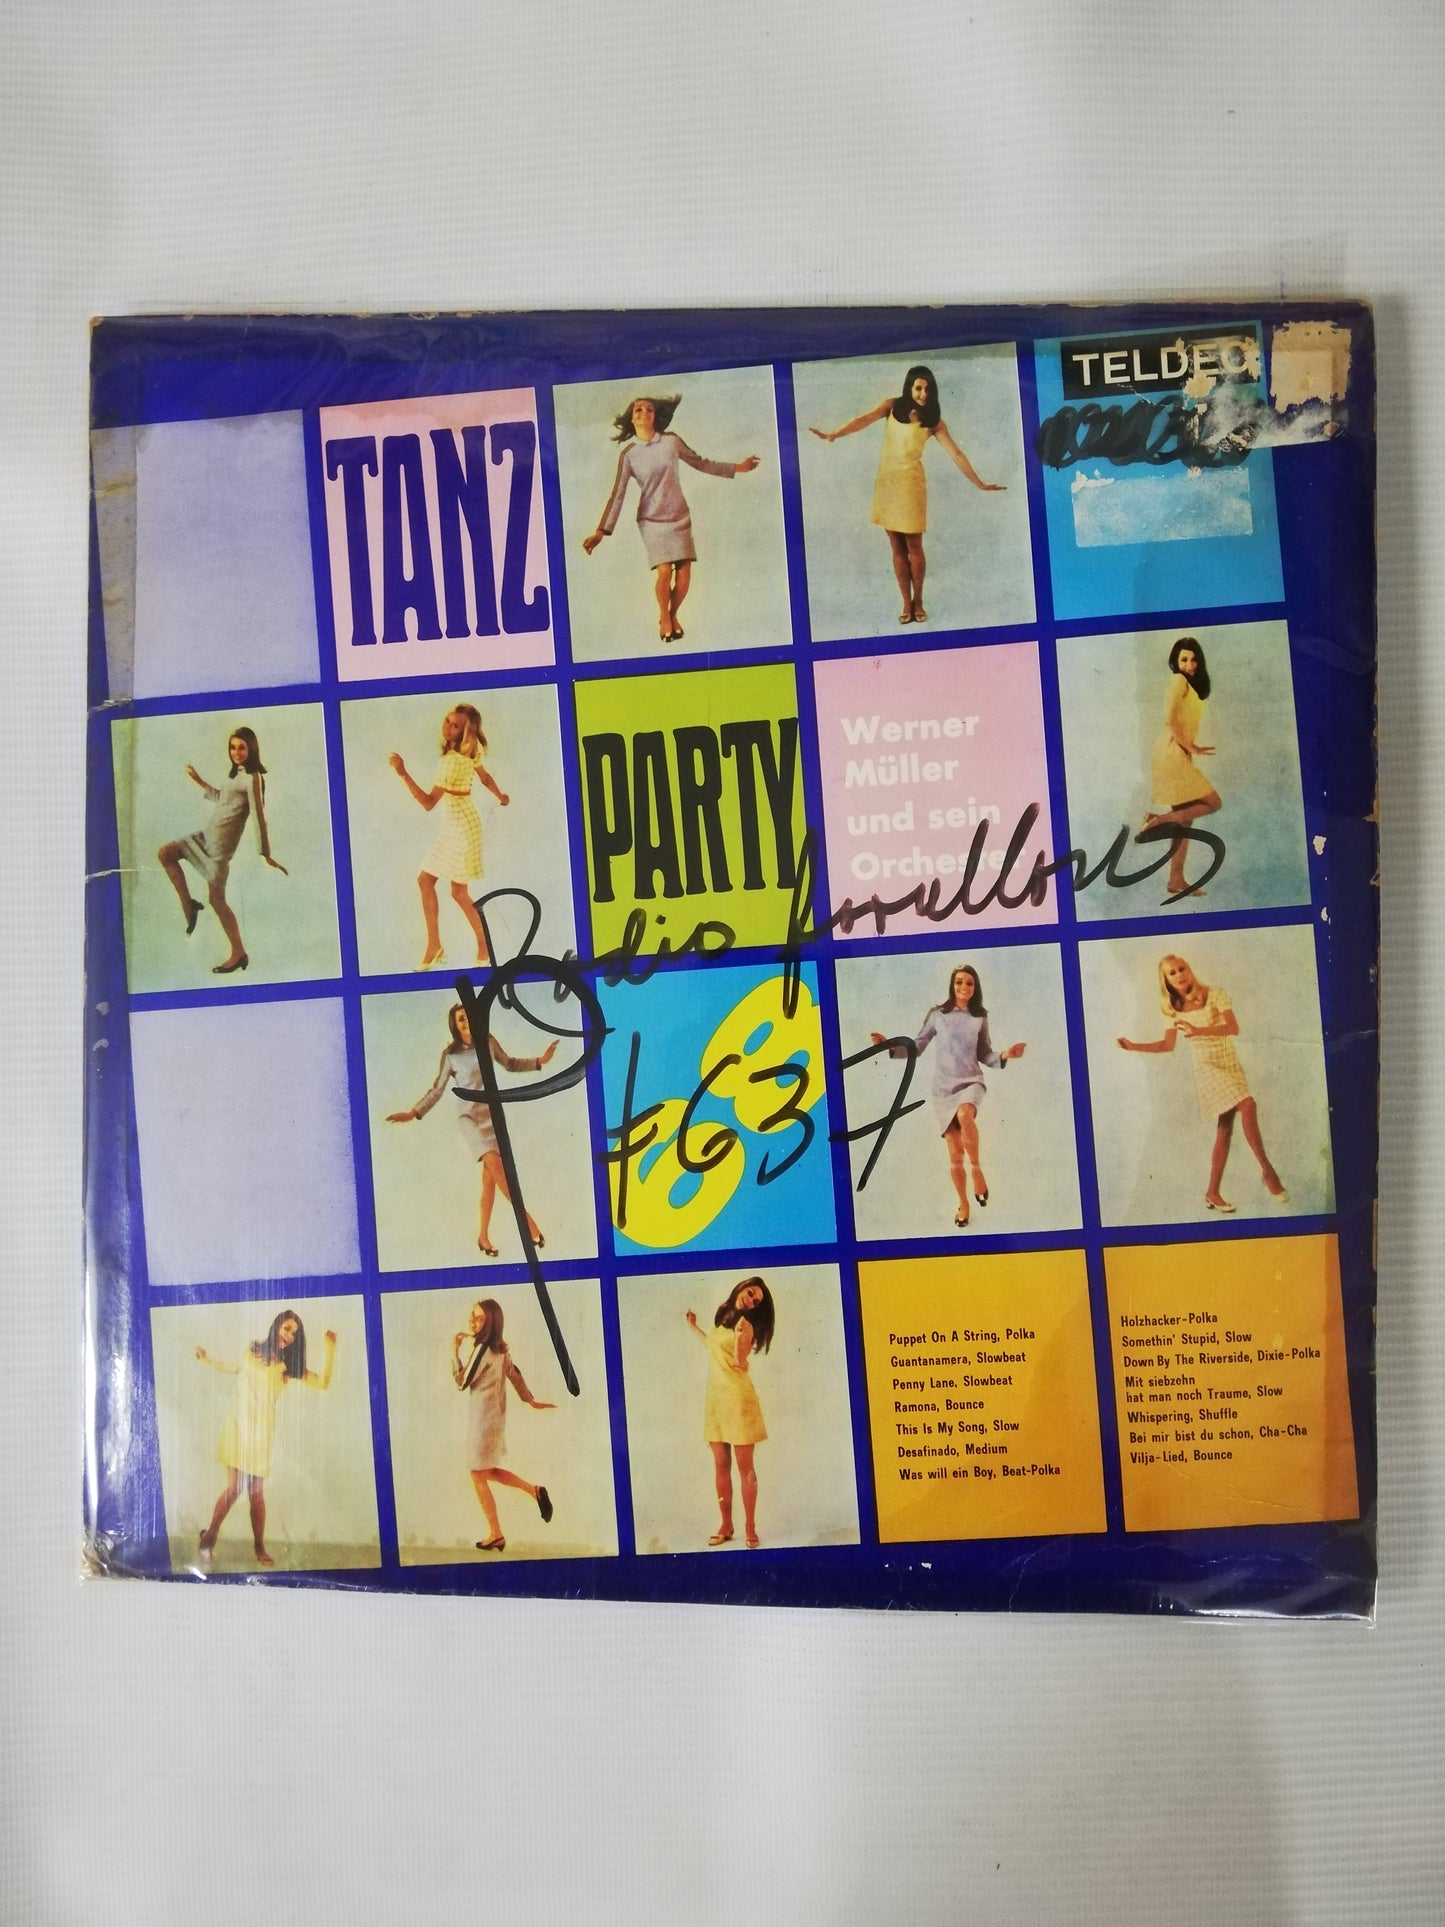 TANZ
TELDEC
PARTY
Werner
Müller
und sein
Orchester
Radio
68
P 7637
Puppet On A String, Polka
Guantanamera, Slowbeat
Penny Lane, Slowbeat
Ramona, Bounce
This Is My Song, Slow
Desafinado, Medium
Was will ein Boy, Beat-Polka
Holzhacker-Polka
Somethin' Stupid, Slow
Down By The Riverside, Dixie-Polka
Mit siebzehn
hat man noch Traume, Slow
Whispering, Shuffle
Bei mir bist du schon, Cha-Cha
Vilja-Lied, Bounce